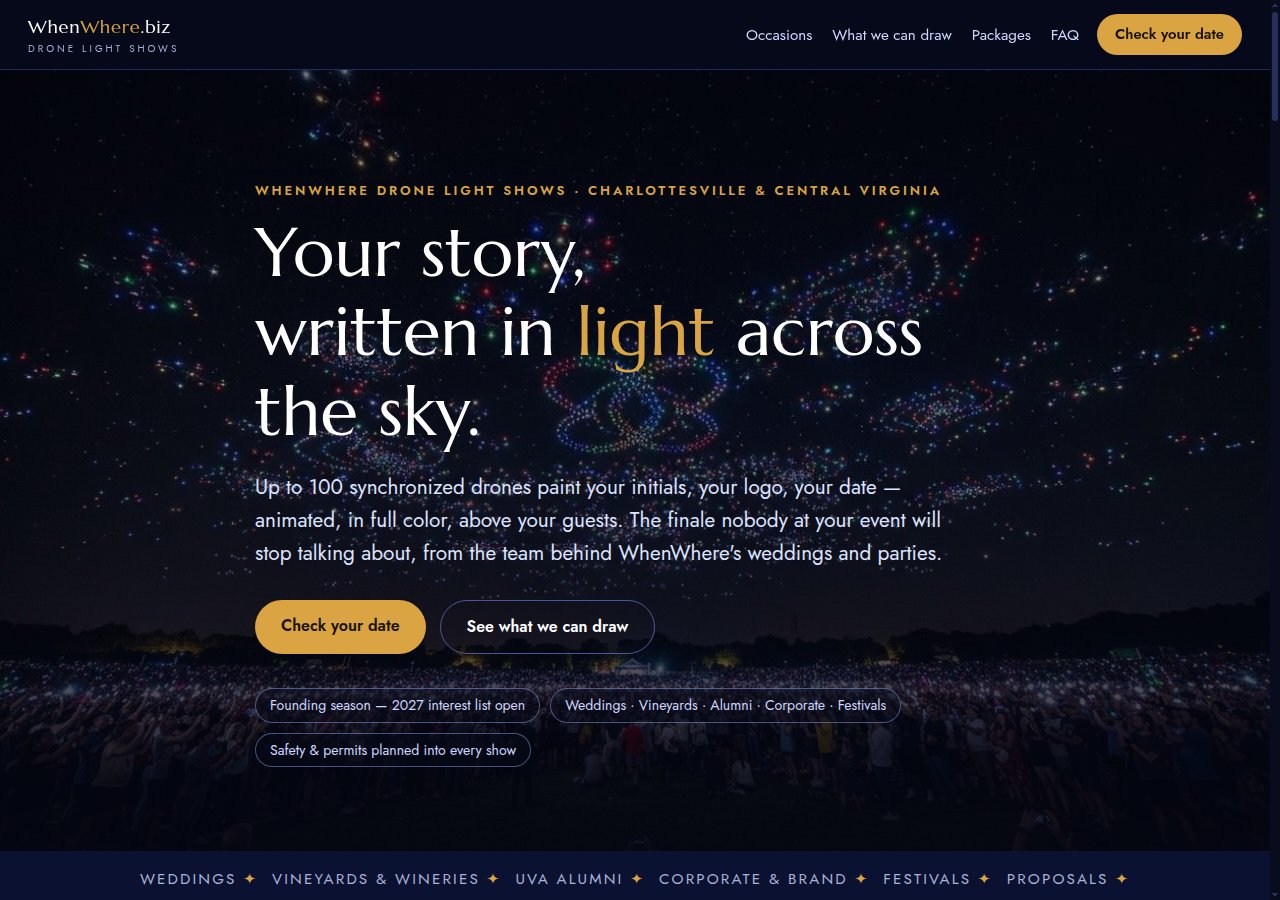 WhenWhere.biz
DRONE LIGHT SHOWS
Occasions What we can draw Packages FAQ Check your date
WHENWHERE DRONE LIGHT SHOWS · CHARLOTTESVILLE & CENTRAL VIRGINIA
Your story,
written in light across
the sky.
Up to 100 synchronized drones paint your initials, your logo, your date —
animated, in full color, above your guests. The finale nobody at your event will
stop talking about, from the team behind WhenWhere's weddings and parties.
Check your date See what we can draw
Founding season — 2027 interest list open Weddings · Vineyards · Alumni · Corporate · Festivals
Safety & permits planned into every show
WEDDINGS ✦ VINEYARDS & WINERIES ✦ UVA ALUMNI ✦ CORPORATE & BRAND ✦ FESTIVALS ✦ PROPOSALS ✦